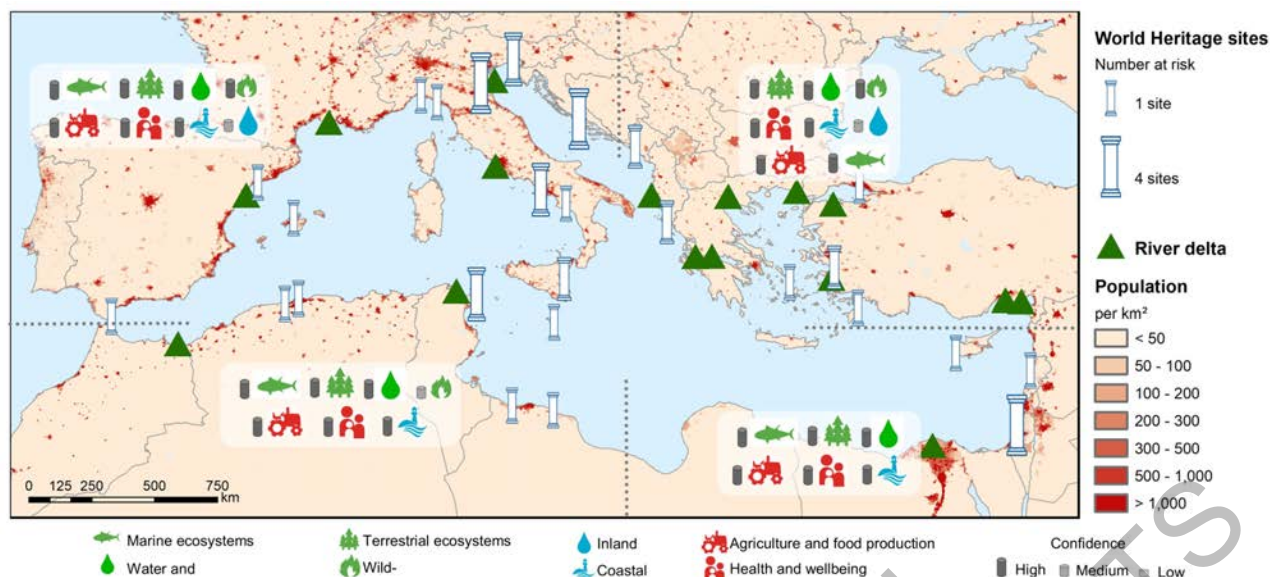 World Heritage sites
Number at risk
1 site
4 sites
River delta
Population
per km²
< 50
50 - 100
100 - 200
200 - 300
300 - 500
500 - 1,000
> 1,000
0 125 250 500 750
km
Marine ecosystems Terrestrial ecosystems Inland Agriculture and food production Confidence
Water and Wild- Coastal Health and wellbeing High Medium Low
TS